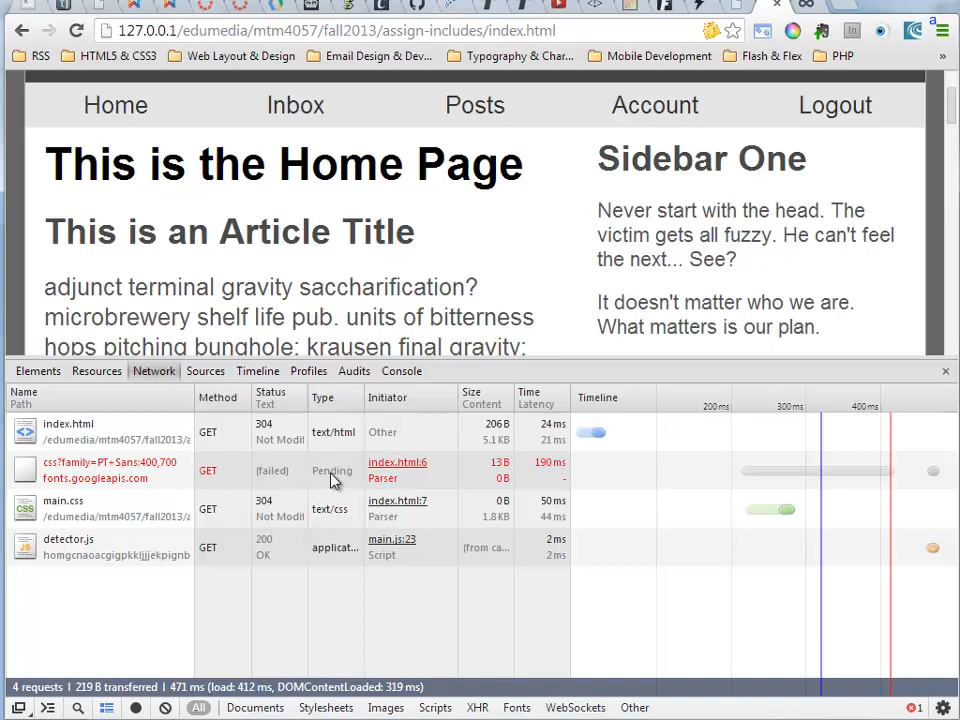 127.0.0.1/edumedia/mtm4057/fall2013/assign-includes/index.html
a
RSS HTML5 & CSS3 Web Layout & Design Email Design & Dev... Typography & Char... Mobile Development Flash & Flex PHP »
Home Inbox Posts Account Logout
This is the Home Page
This is an Article Title
adjunct terminal gravity saccharification?
microbrewery shelf life pub. units of bitterness
hops pitching bunghole; krausen final gravity;
Sidebar One
Never start with the head. The
victim gets all fuzzy. He can't feel
the next... See?
It doesn't matter who we are.
What matters is our plan.
Elements Resources Network Sources Timeline Profiles Audits Console ×
Name Method Status Type Initiator Size Time Timeline
Path Text Content Latency 200ms 300ms 400ms
index.html GET 304 text/html Other 206 B 24 ms
/edumedia/mtm4057/fall2013/a Not Modif 5.1 KB 21 ms
css?family=PT+Sans:400,700 GET (failed) Pending index.html:6 13 B 190 ms
fonts.googleapis.com Parser 0 B -
main.css GET 304 text/css index.html:7 0 B 50 ms
/edumedia/mtm4057/fall2013/a Not Modif Parser 1.8 KB 44 ms
detector.js GET 200 applicat... main.js:23 (from ca... 2 ms
homgcnaoacgigpkkljjjekpignb OK Script 2 ms
4 requests | 219 B transferred | 471 ms (load: 412 ms, DOMContentLoaded: 319 ms)
All Documents Stylesheets Images Scripts XHR Fonts WebSockets Other 1